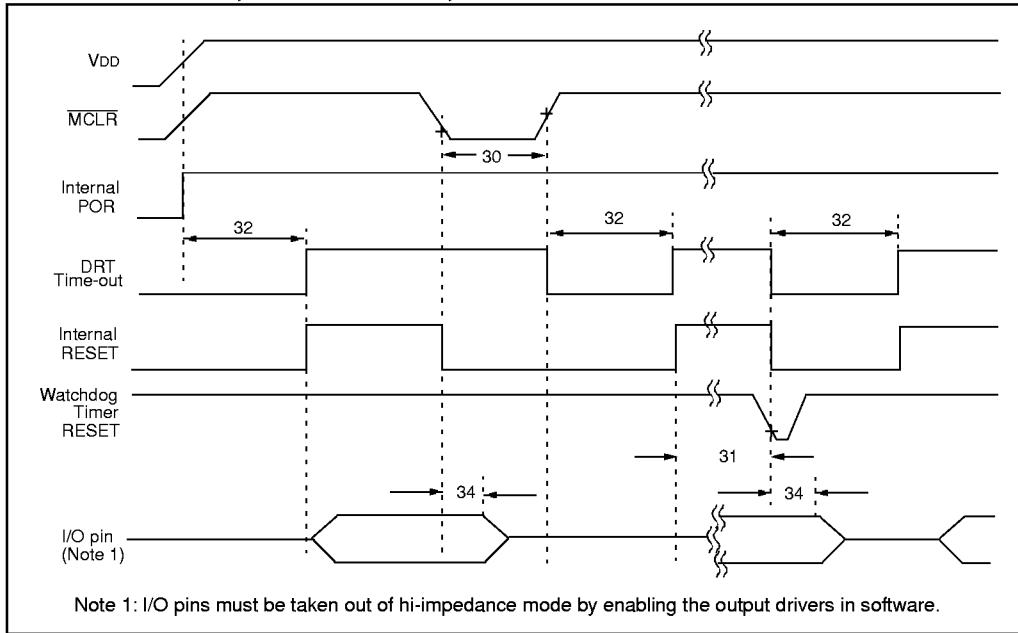 VDD
MCLR
30
Internal
POR
32
32
32
DRT
Time-out
Internal
RESET
Watchdog
Timer
RESET
31
34
34
I/O pin
(Note 1)
Note 1: I/O pins must be taken out of hi-impedance mode by enabling the output drivers in software.